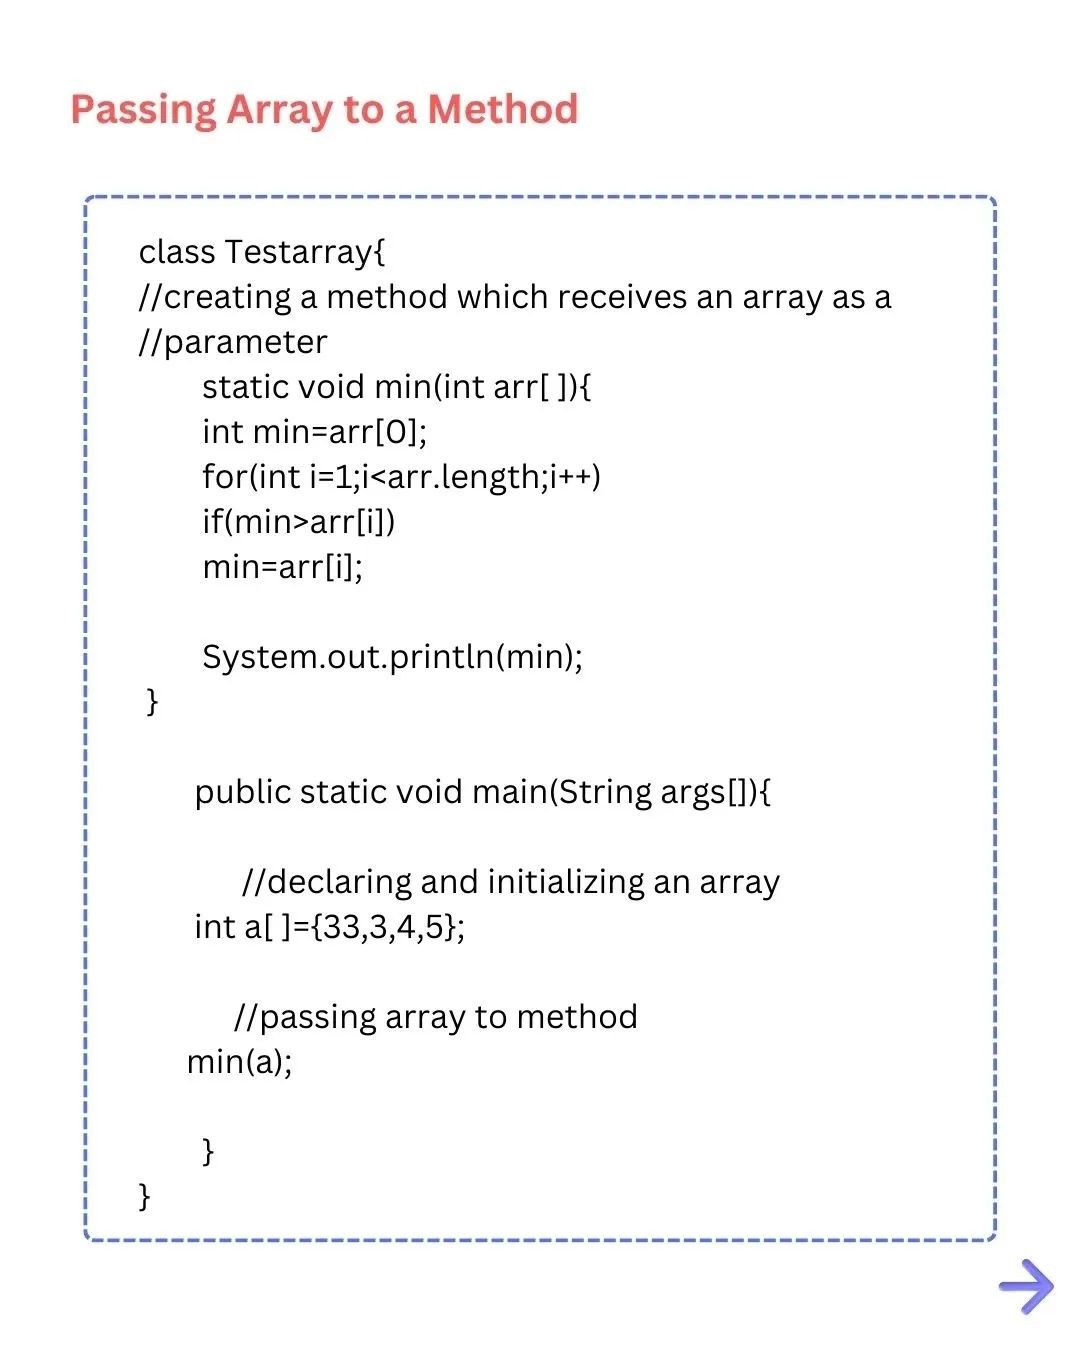 Passing Array to a Method
class Testarray{
//creating a method which receives an array as a
//parameter
static void min(int arr[ ]){
int min=arr[0];
for(int i=1;i<arr.length;i++)
if(min>arr[i])
min=arr[i];
System.out.println(min);
}
public static void main(String args[]){
//declaring and initializing an array
int a[ ]={33,3,4,5};
//passing array to method
min(a);
}
}